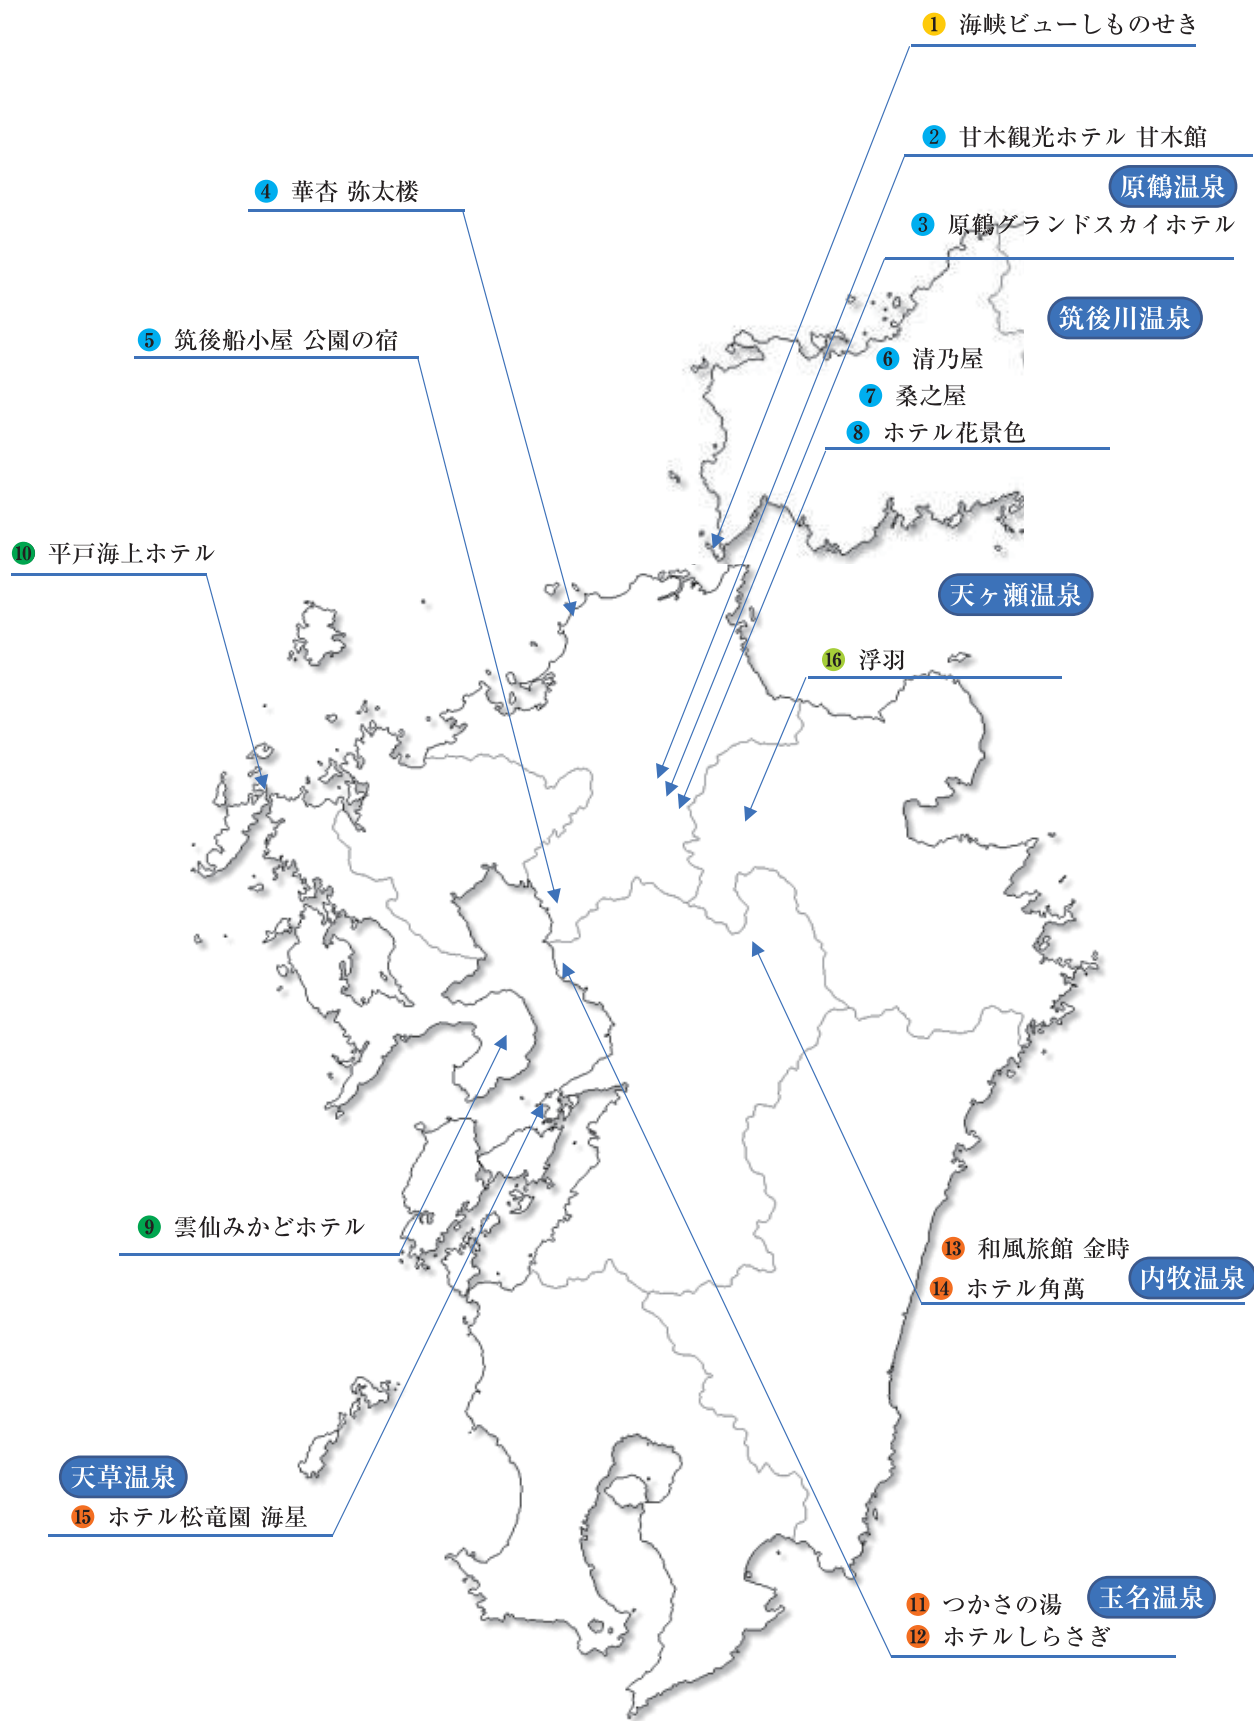 1 海峡ビューしものせき
2 甘木観光ホテル 甘木館
原鶴温泉
4 華杏 弥太楼
3 原鶴グランドスカイホテル
筑後川温泉
5 筑後船小屋 公園の宿
6 清乃屋
7 桑之屋
8 ホテル花景色
10 平戸海上ホテル
天ヶ瀬温泉
16 浮羽
9 雲仙みかどホテル
13 和風旅館 金時
内牧温泉
14 ホテル角萬
天草温泉
15 ホテル松竜園 海星
玉名温泉
11 つかさの湯
12 ホテルしらさぎ